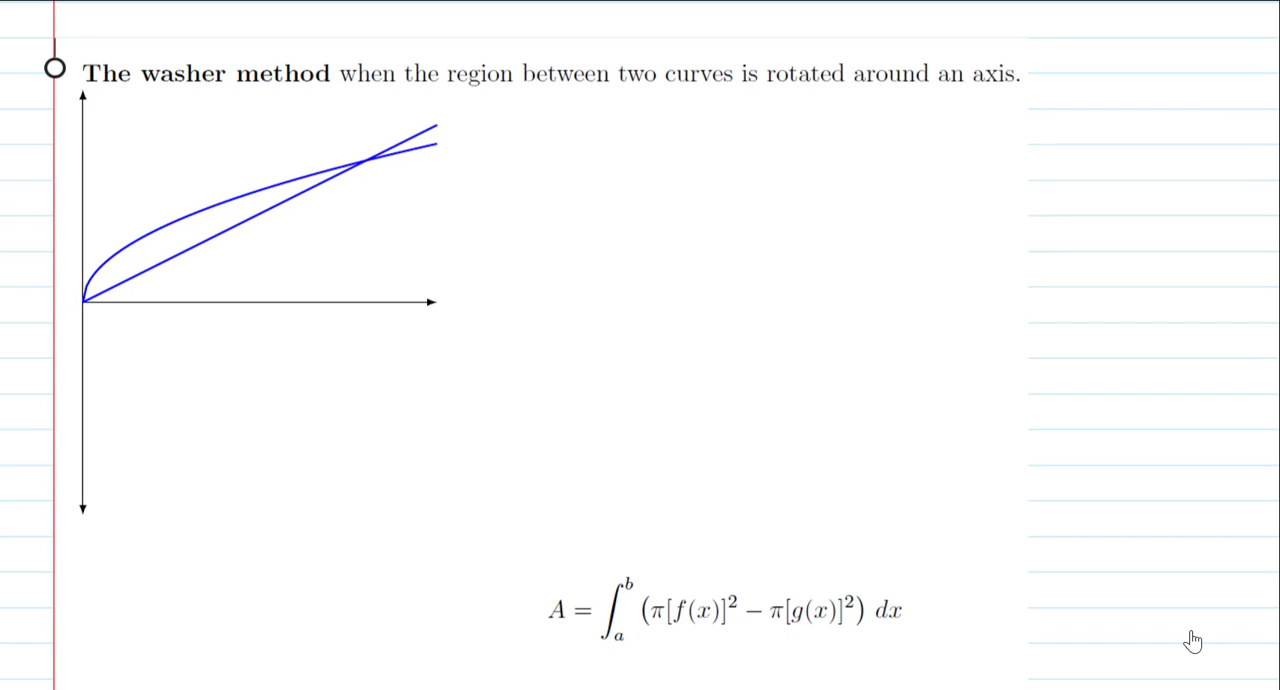 The washer method when the region between two curves is rotated around an axis.
A = ∫_a^b (π[f(x)]² − π[g(x)]²) dx